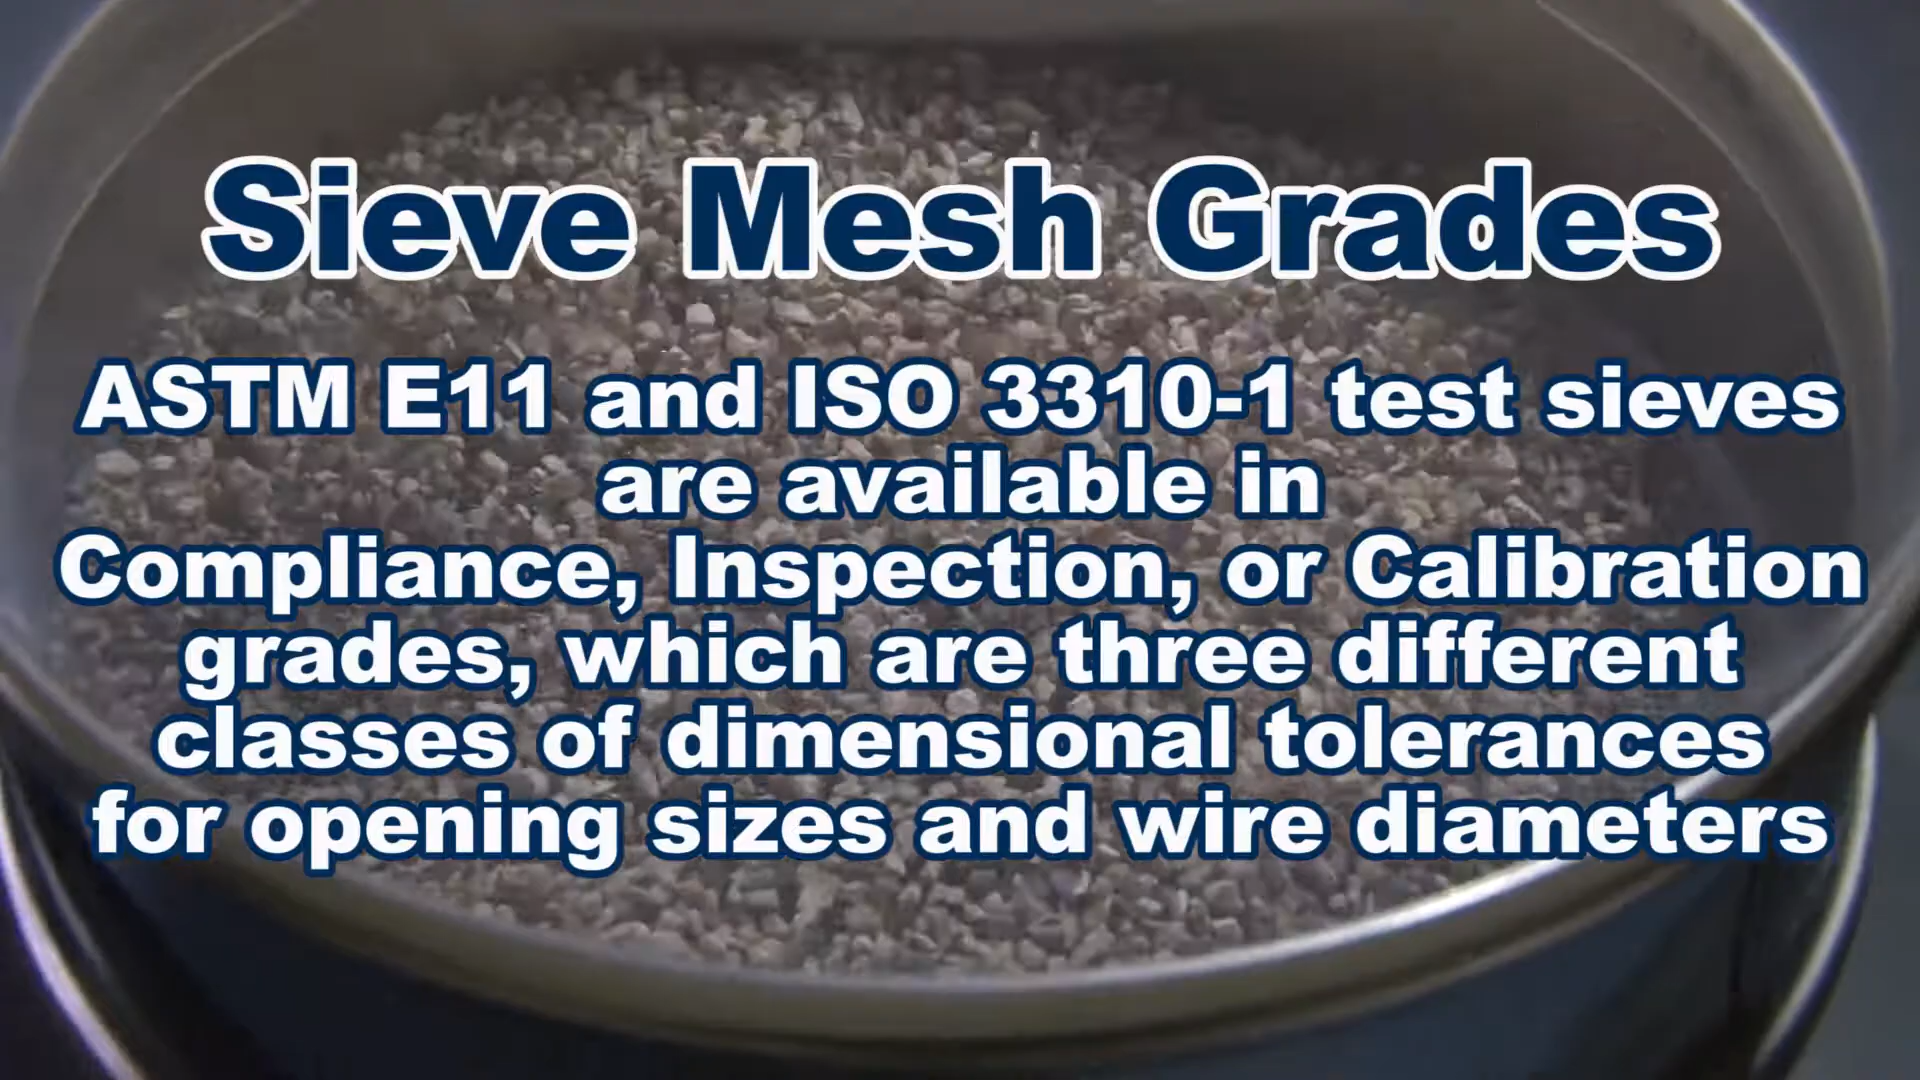 Sieve Mesh Grades
ASTM E11 and ISO 3310-1 test sieves
are available in
Compliance, Inspection, or Calibration
grades, which are three different
classes of dimensional tolerances
for opening sizes and wire diameters